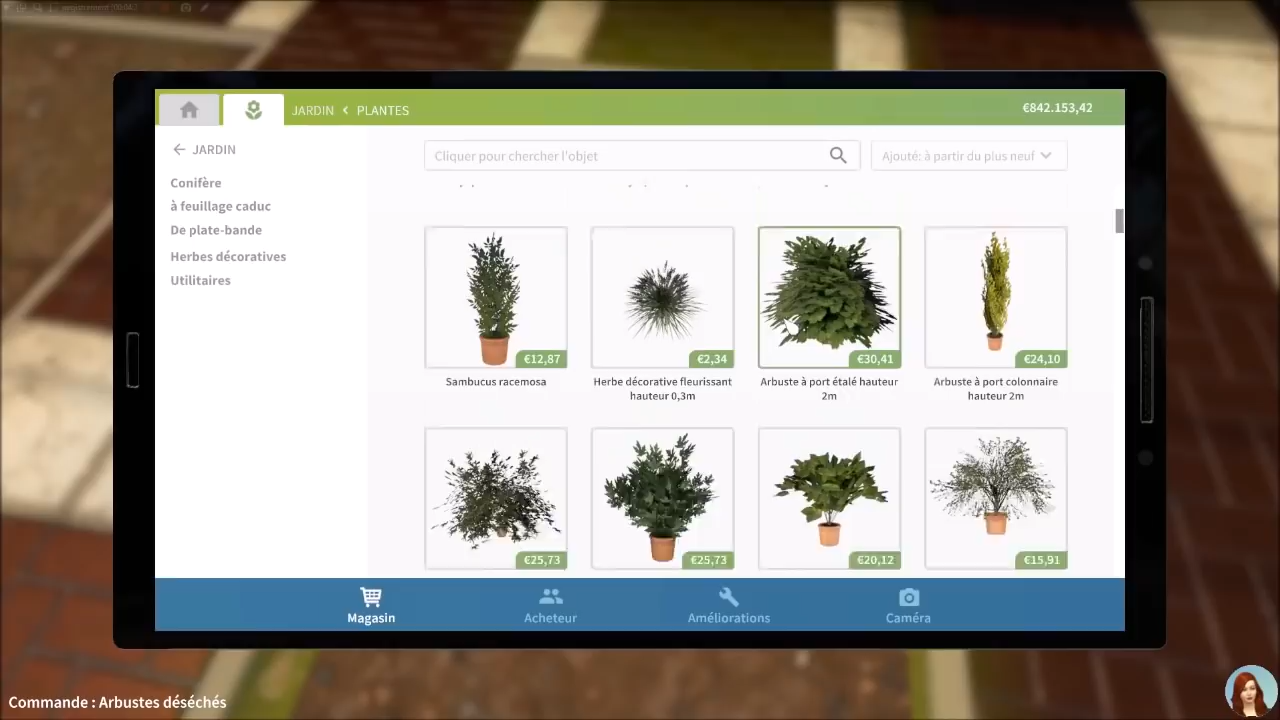 JARDIN < PLANTES
€842.153,42
JARDIN
Cliquer pour chercher l'objet
Ajouté: à partir du plus neuf
Conifère
à feuillage caduc
De plate-bande
Herbes décoratives
Utilitaires
€12,87
€2,34
€30,41
€24,10
Sambucus racemosa
Herbe décorative fleurissant
hauteur 0,3m
Arbuste à port étalé hauteur
2m
Arbuste à port colonnaire
hauteur 2m
€25,73
€25,73
€20,12
€15,91
Magasin
Acheteur
Améliorations
Caméra
Commande : Arbustes déséchés